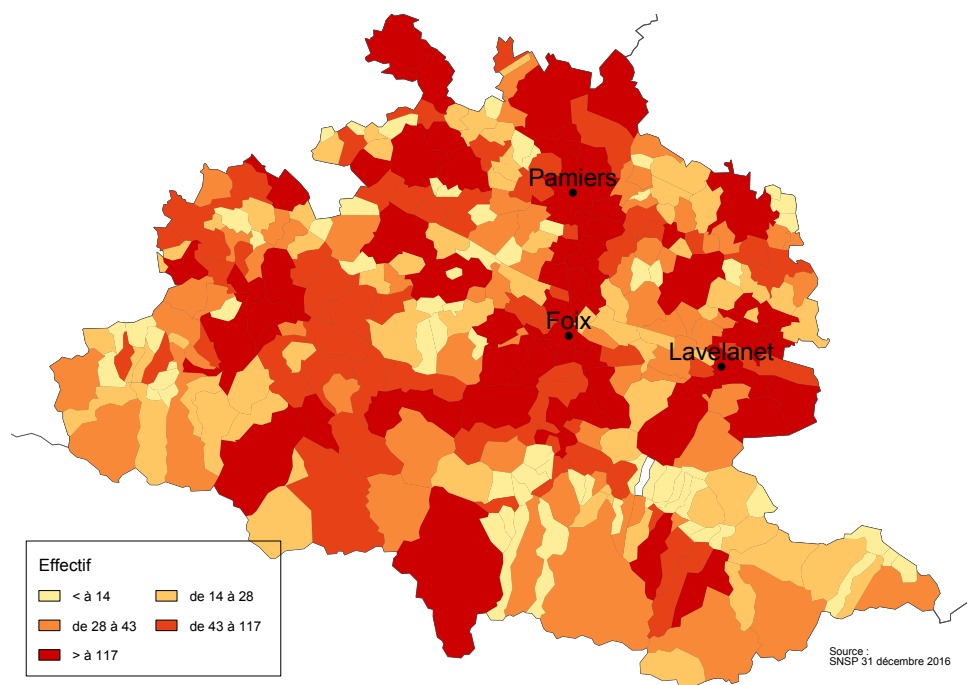 Pamiers
Foix
Lavelanet
Effectif
< à 14
de 14 à 28
de 28 à 43
de 43 à 117
> à 117
Source :
SNSP 31 décembre 2016